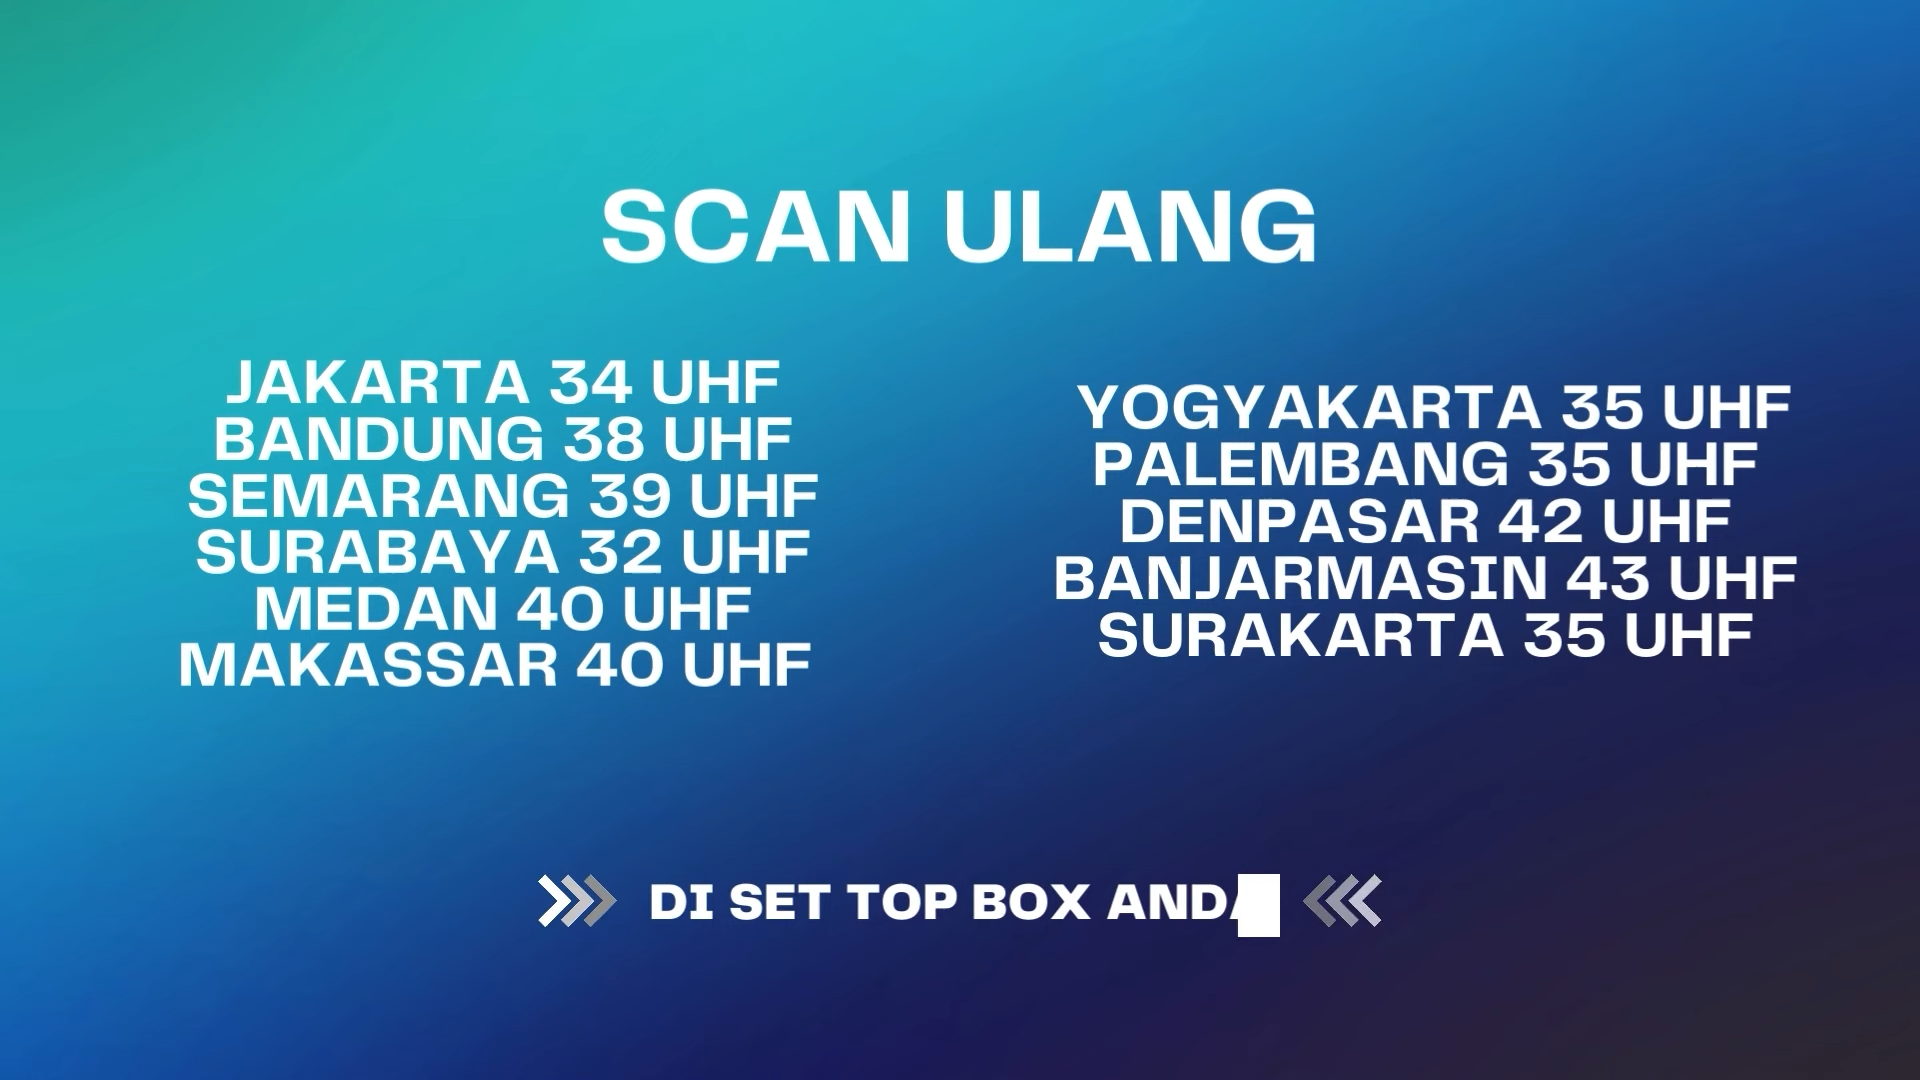 SCAN ULANG
JAKARTA 34 UHF
BANDUNG 38 UHF
SEMARANG 39 UHF
SURABAYA 32 UHF
MEDAN 40 UHF
MAKASSAR 40 UHF
YOGYAKARTA 35 UHF
PALEMBANG 35 UHF
DENPASAR 42 UHF
BANJARMASIN 43 UHF
SURAKARTA 35 UHF
DI SET TOP BOX ANDA